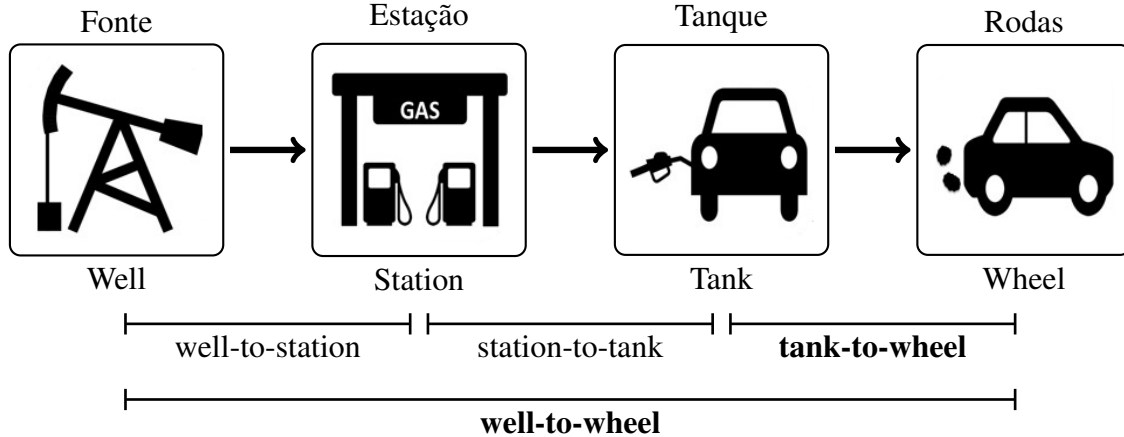 Fonte Estação Tanque Rodas
GAS
Well Station Tank Wheel
well-to-station station-to-tank tank-to-wheel
well-to-wheel